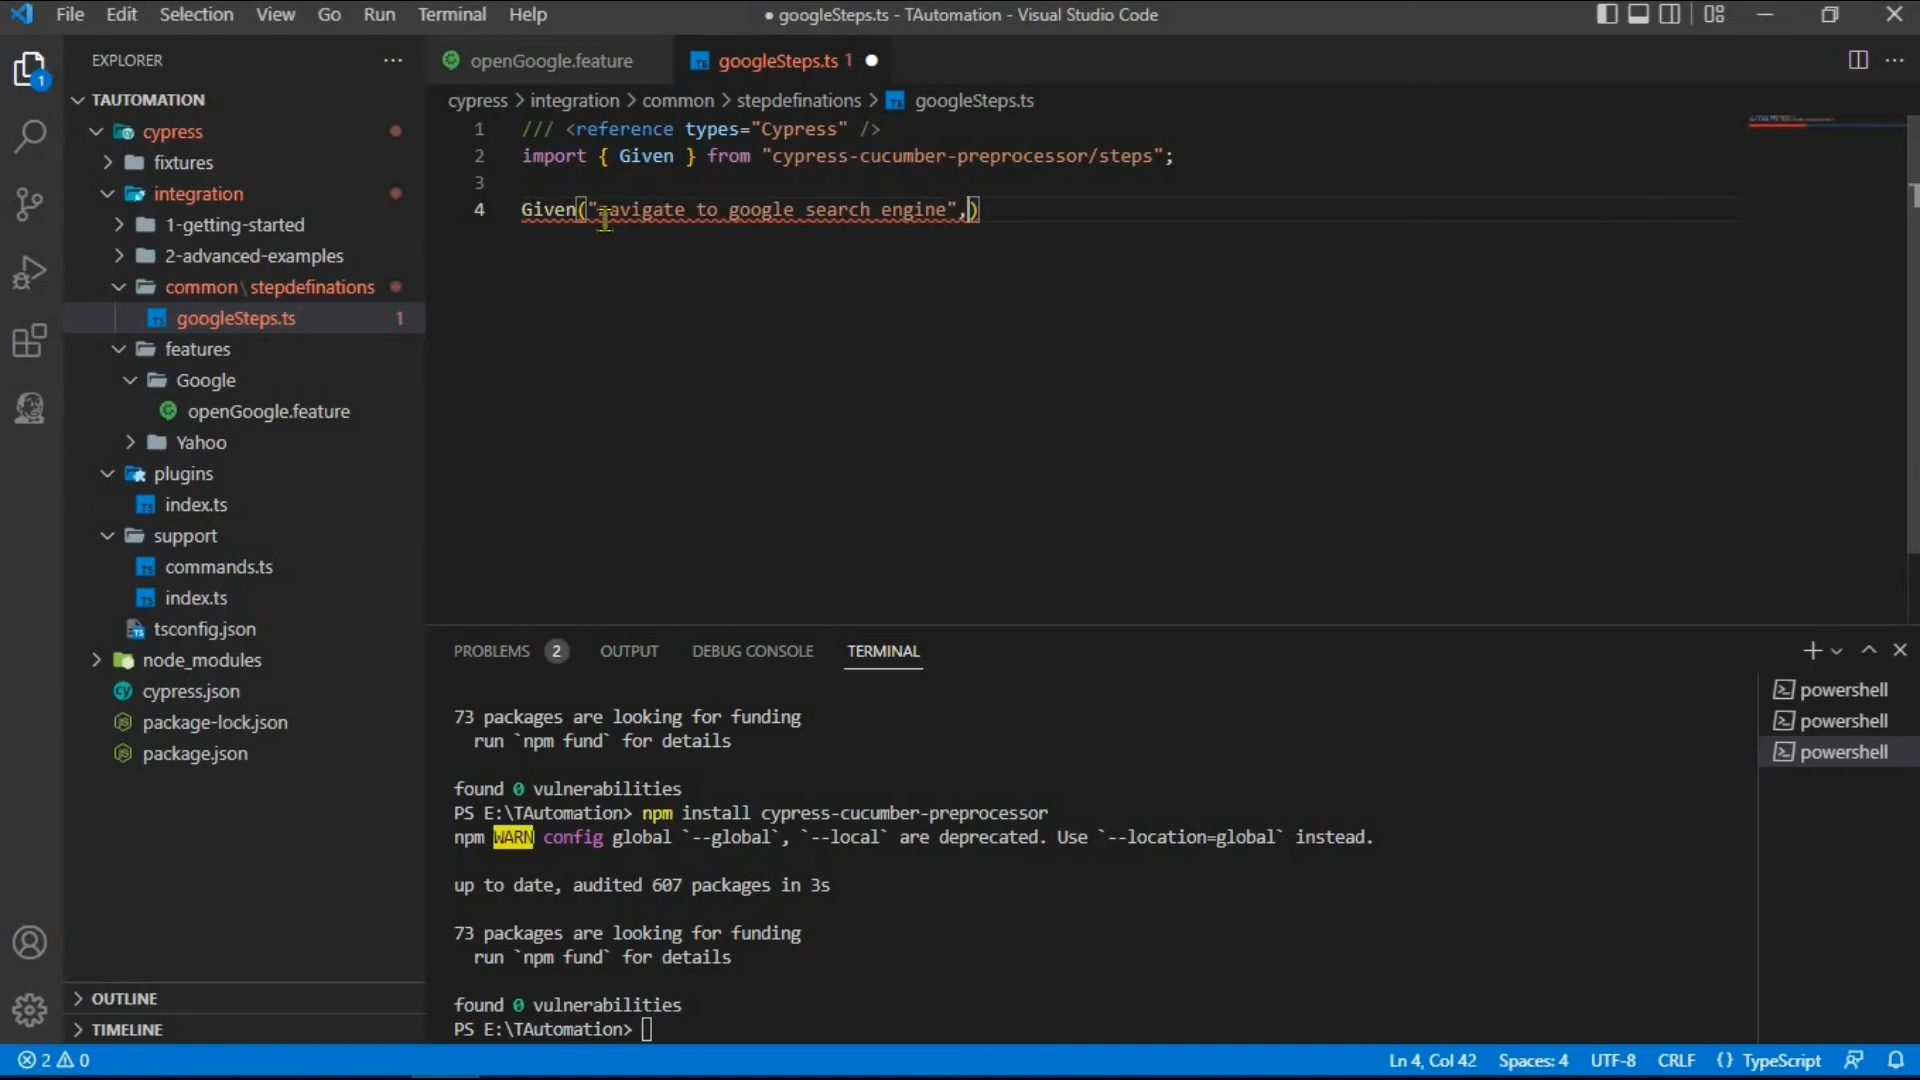 File Edit Selection View Go Run Terminal Help
● googleSteps.ts - TAutomation - Visual Studio Code
EXPLORER
1
TAUTOMATION
cypress
fixtures
integration
1-getting-started
2-advanced-examples
common\stepdefinations
googleSteps.ts 1
features
Google
openGoogle.feature
Yahoo
plugins
index.ts
support
commands.ts
index.ts
tsconfig.json
node_modules
cypress.json
package-lock.json
package.json
OUTLINE
TIMELINE
openGoogle.feature
googleSteps.ts 1
cypress > integration > common > stepdefinations > googleSteps.ts
1 /// <reference types="Cypress" />
2 import { Given } from "cypress-cucumber-preprocessor/steps";
3
4 Given("navigate to google search engine",)
PROBLEMS 2 OUTPUT DEBUG CONSOLE TERMINAL
73 packages are looking for funding
run `npm fund` for details
found 0 vulnerabilities
PS E:\TAutomation> npm install cypress-cucumber-preprocessor
npm WARN config global `--global`, `--local` are deprecated. Use `--location=global` instead.
up to date, audited 607 packages in 3s
73 packages are looking for funding
run `npm fund` for details
found 0 vulnerabilities
PS E:\TAutomation>
powershell
powershell
powershell
2 0
Ln 4, Col 42 Spaces: 4 UTF-8 CRLF {} TypeScript